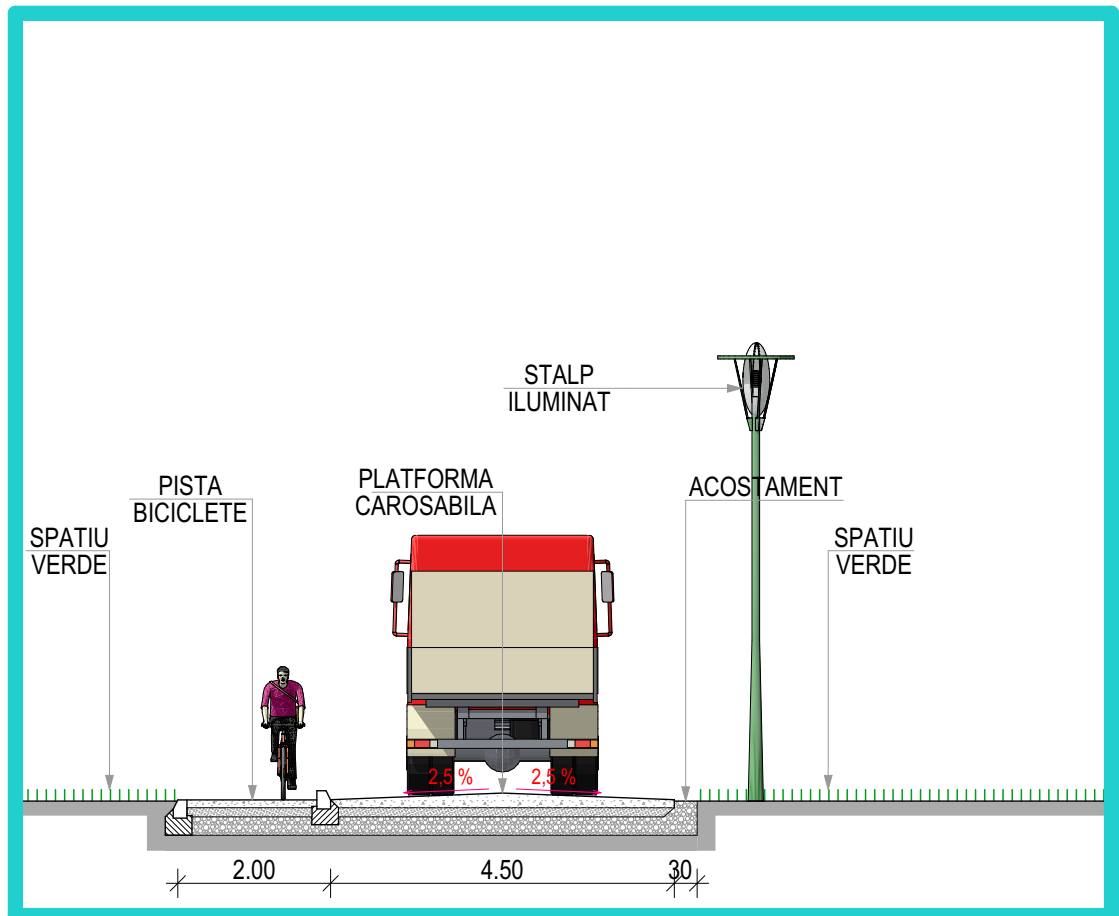 STALP
ILUMINAT
PISTA
BICICLETE
PLATFORMA
CAROSABILA
ACOSTAMENT
SPATIU
VERDE
SPATIU
VERDE
2,5 %
2,5 %
2.00
4.50
30